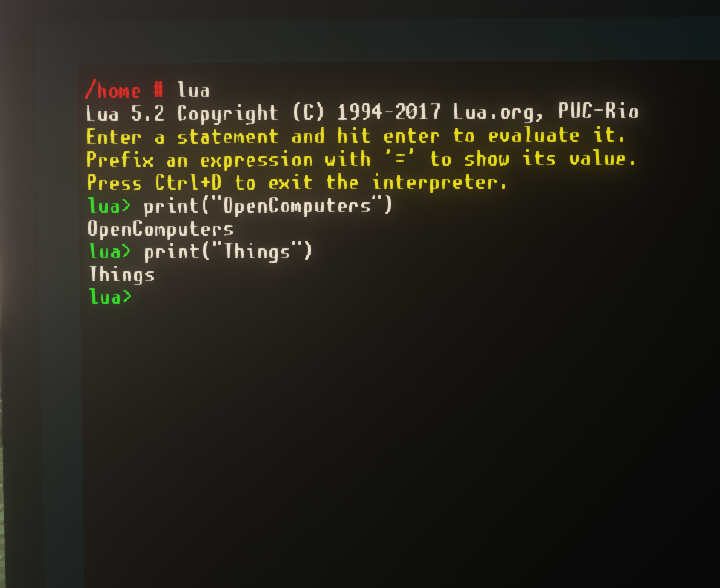 /home # lua
Lua 5.2 Copyright (C) 1994-2017 Lua.org, PUC-Rio
Enter a statement and hit enter to evaluate it.
Prefix an expression with '=' to show its value.
Press Ctrl+D to exit the interpreter.
lua> print("OpenComputers")
OpenComputers
lua> print("Things")
Things
lua>